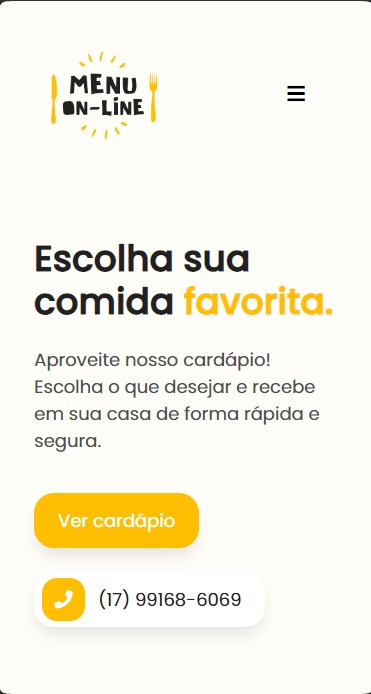 MENU
ON-LINE
Escolha sua
comida favorita.
Aproveite nosso cardápio!
Escolha o que desejar e recebe
em sua casa de forma rápida e
segura.
Ver cardápio
(17) 99168-6069